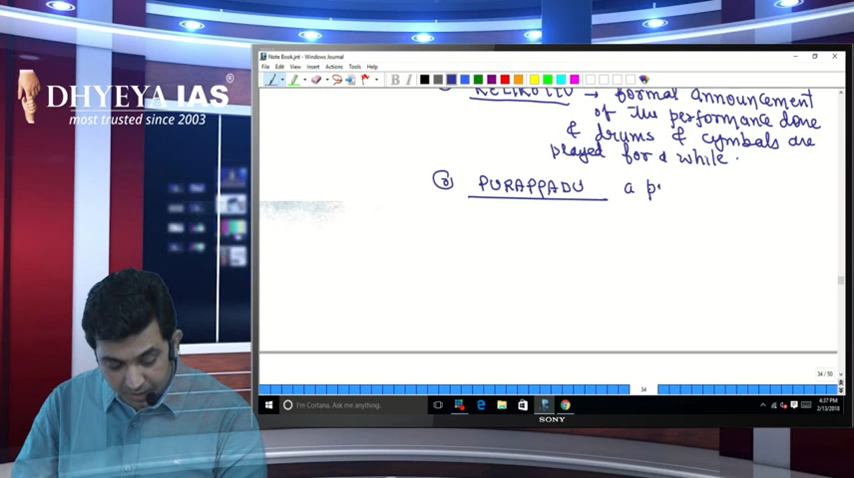 DHYEYA IAS®
most trusted since 2003
Note Book.jnt - Windows Journal
File Edit View Insert Actions Tools Help
B I
KELIKOTTU → formal announcement
of the performance done
& drums & cymbals are
played for a while.
PURAPPADU a p
34 / 50
34
I'm Cortana. Ask me anything.
4:37 PM
2/13/2018
SONY